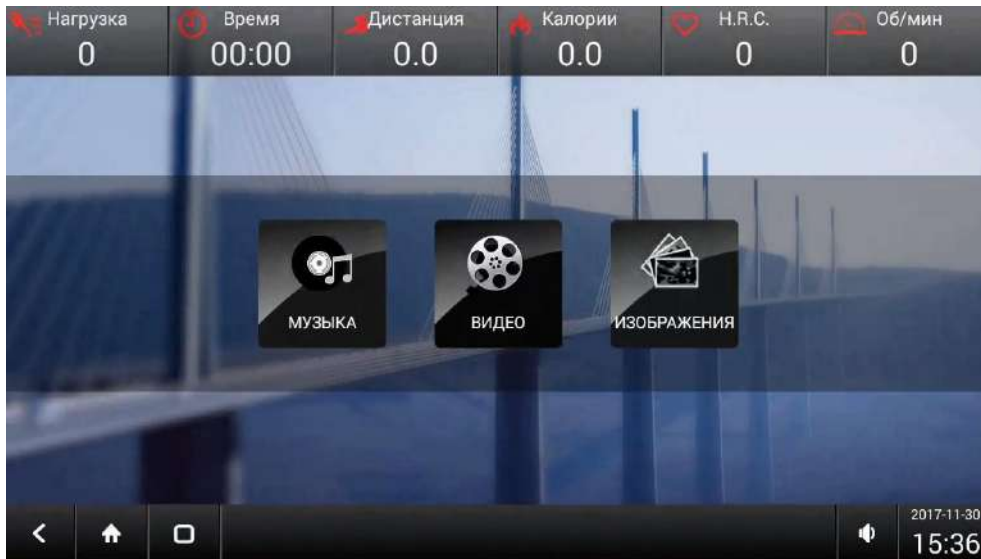 Нагрузка
0
Время
00:00
Дистанция
0.0
Калории
0.0
H.R.C.
0
Об/мин
0
МУЗЫКА
ВИДЕО
ИЗОБРАЖЕНИЯ
2017-11-30
15:36